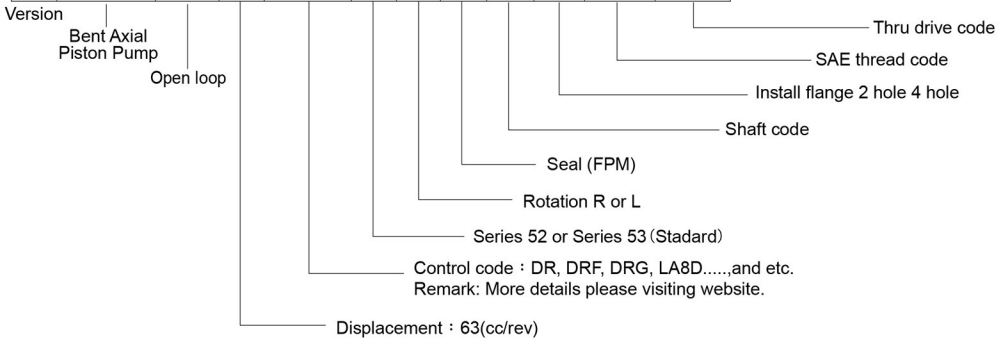 Version
Bent Axial
Piston Pump
Open loop
Thru drive code
SAE thread code
Install flange 2 hole 4 hole
Shaft code
Seal (FPM)
Rotation R or L
Series 52 or Series 53（Stadard）
Control code：DR, DRF, DRG, LA8D.....,and etc.
Remark: More details please visiting website.
Displacement：63(cc/rev)